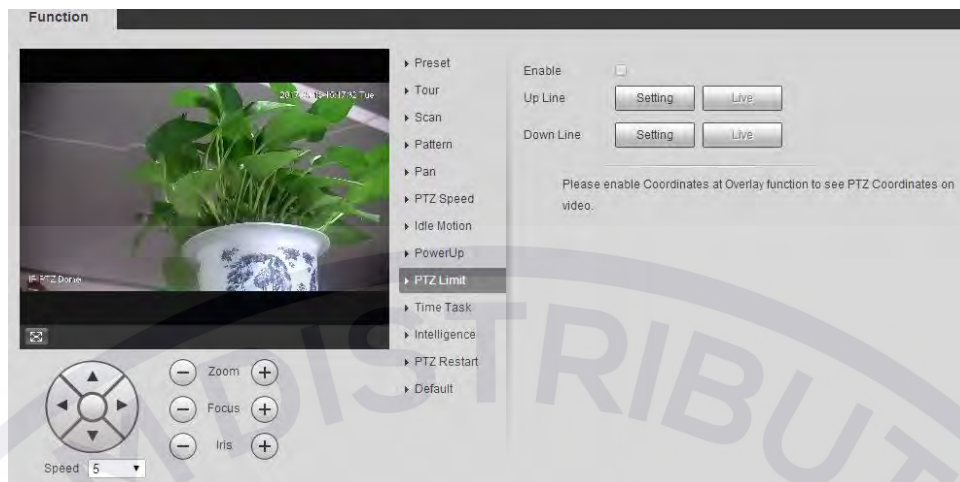 Function
Tue
IP PTZ Dome
Zoom
Focus
Iris
Speed 5
Preset
Tour
Scan
Pattern
Pan
PTZ Speed
Idle Motion
PowerUp
PTZ Limit
Time Task
Intelligence
PTZ Restart
Default
Enable
Up Line Setting Live
Down Line Setting Live
Please enable Coordinates at Overlay function to see PTZ Coordinates on
video.
DISTRIBUT